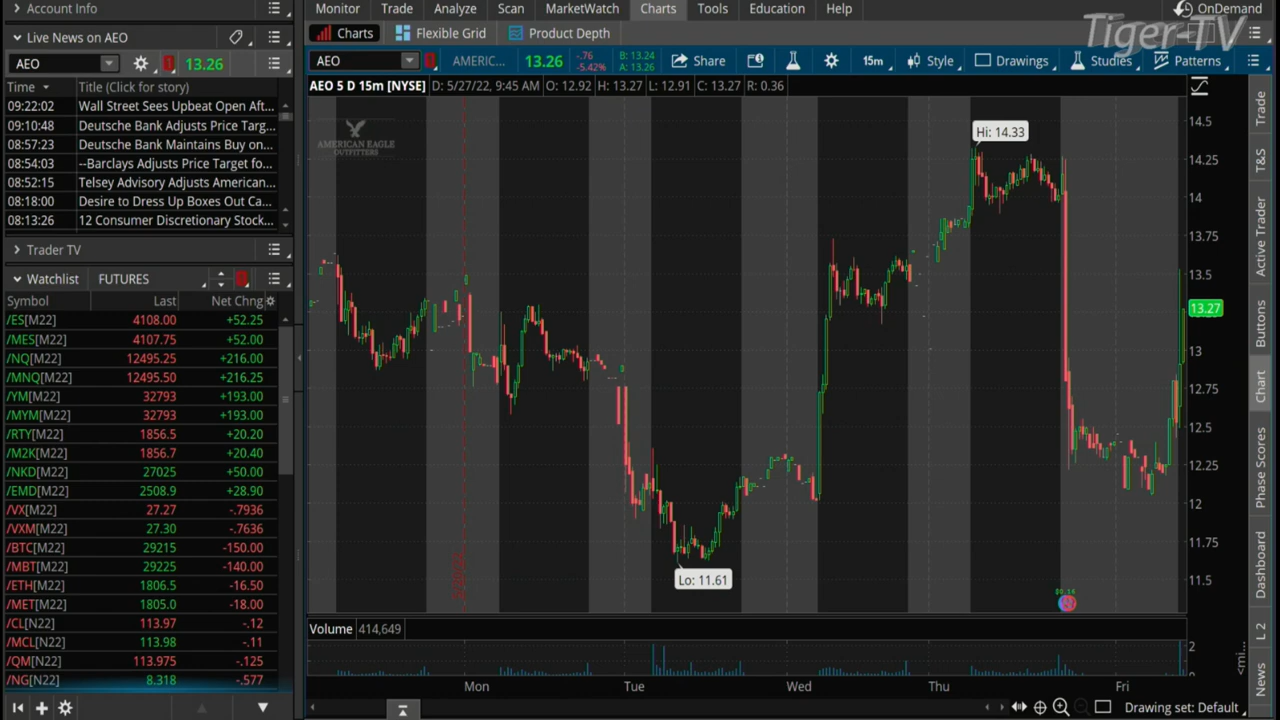 Account Info
Live News on AEO
AEO 13.26
Time Title (Click for story)
09:22:02 Wall Street Sees Upbeat Open Aft...
09:10:48 Deutsche Bank Adjusts Price Targ...
08:57:23 Deutsche Bank Maintains Buy on...
08:54:03 --Barclays Adjusts Price Target fo...
08:52:15 Telsey Advisory Adjusts American...
08:18:00 Desire to Dress Up Boxes Out Ca...
08:13:26 12 Consumer Discretionary Stock...
Trader TV
Watchlist FUTURES
Symbol Last Net Chng
/ES[M22] 4108.00 +52.25
/MES[M22] 4107.75 +52.00
/NQ[M22] 12495.25 +216.00
/MNQ[M22] 12495.50 +216.25
/YM[M22] 32793 +193.00
/MYM[M22] 32793 +193.00
/RTY[M22] 1856.5 +20.20
/M2K[M22] 1856.7 +20.40
/NKD[M22] 27025 +50.00
/EMD[M22] 2508.9 +28.90
/VX[M22] 27.27 -.7936
/VXM[M22] 27.30 -.7636
/BTC[M22] 29215 -150.00
/MBT[M22] 29225 -140.00
/ETH[M22] 1806.5 -16.50
/MET[M22] 1805.0 -18.00
/CL[N22] 113.97 -.12
/MCL[N22] 113.98 -.11
/QM[N22] 113.975 -.125
/NG[N22] 8.318 -.577
Monitor Trade Analyze Scan MarketWatch Charts Tools Education Help OnDemand
Tiger-TV
Charts Flexible Grid Product Depth
AEO AMERIC... 13.26 -.76 -5.42% B: 13.24 A: 13.26 Share 15m Style Drawings Studies Patterns
AEO 5 D 15m [NYSE] D: 5/27/22, 9:45 AM O: 12.92 H: 13.27 L: 12.91 C: 13.27 R: 0.36
AMERICAN EAGLE
OUTFITTERS
Hi: 14.33
Lo: 11.61
14.5
14.25
14
13.75
13.5
13.27
13
12.75
12.5
12.25
12
11.75
11.5
Volume 414,649
2
1
0
<mi...
Mon Tue Wed Thu Fri
Drawing set: Default
Trade
T&S
Active Trader
Buttons
Chart
Phase Scores
Dashboard
L 2
News